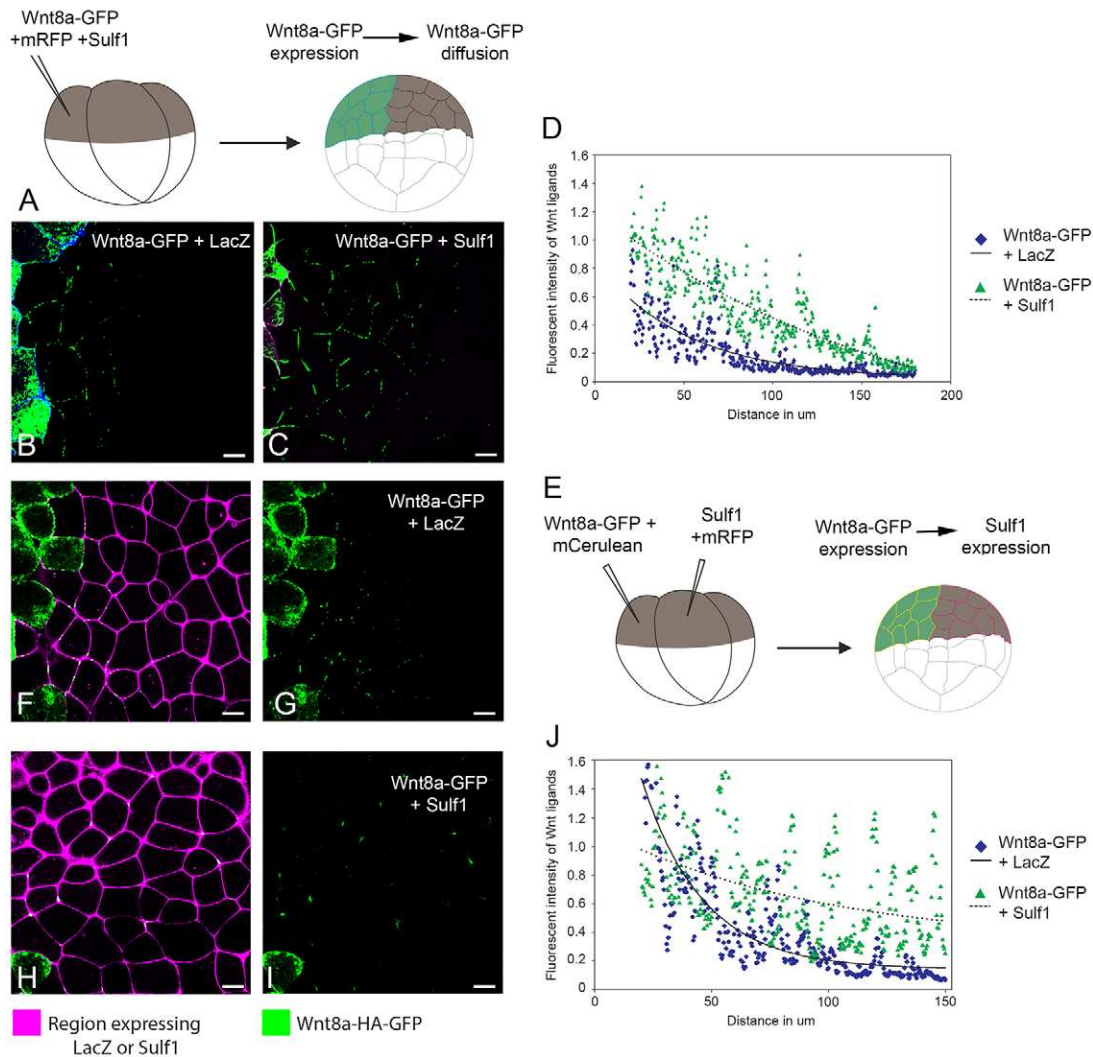 Wnt8a-GFP
+mRFP +Sulf1
Wnt8a-GFP
expression
Wnt8a-GFP
diffusion
A
Wnt8a-GFP + LacZ
B
Wnt8a-GFP + Sulf1
C
D
Fluorescent intensity of Wnt ligands
1.6
1.4
1.2
1.0
0.8
0.6
0.4
0.2
0
0
50
100
150
200
Distance in um
Wnt8a-GFP
+ LacZ
Wnt8a-GFP
+ Sulf1
E
Wnt8a-GFP +
mCerulean
Sulf1
+mRFP
Wnt8a-GFP
expression
Sulf1
expression
F
Wnt8a-GFP
+ LacZ
G
H
Wnt8a-GFP
+ Sulf1
I
J
Fluorescent intensity of Wnt ligands
1.6
1.4
1.2
1.0
0.8
0.6
0.4
0.2
0
0
50
100
150
Distance in um
Wnt8a-GFP
+ LacZ
Wnt8a-GFP
+ Sulf1
Region expressing
LacZ or Sulf1
Wnt8a-HA-GFP